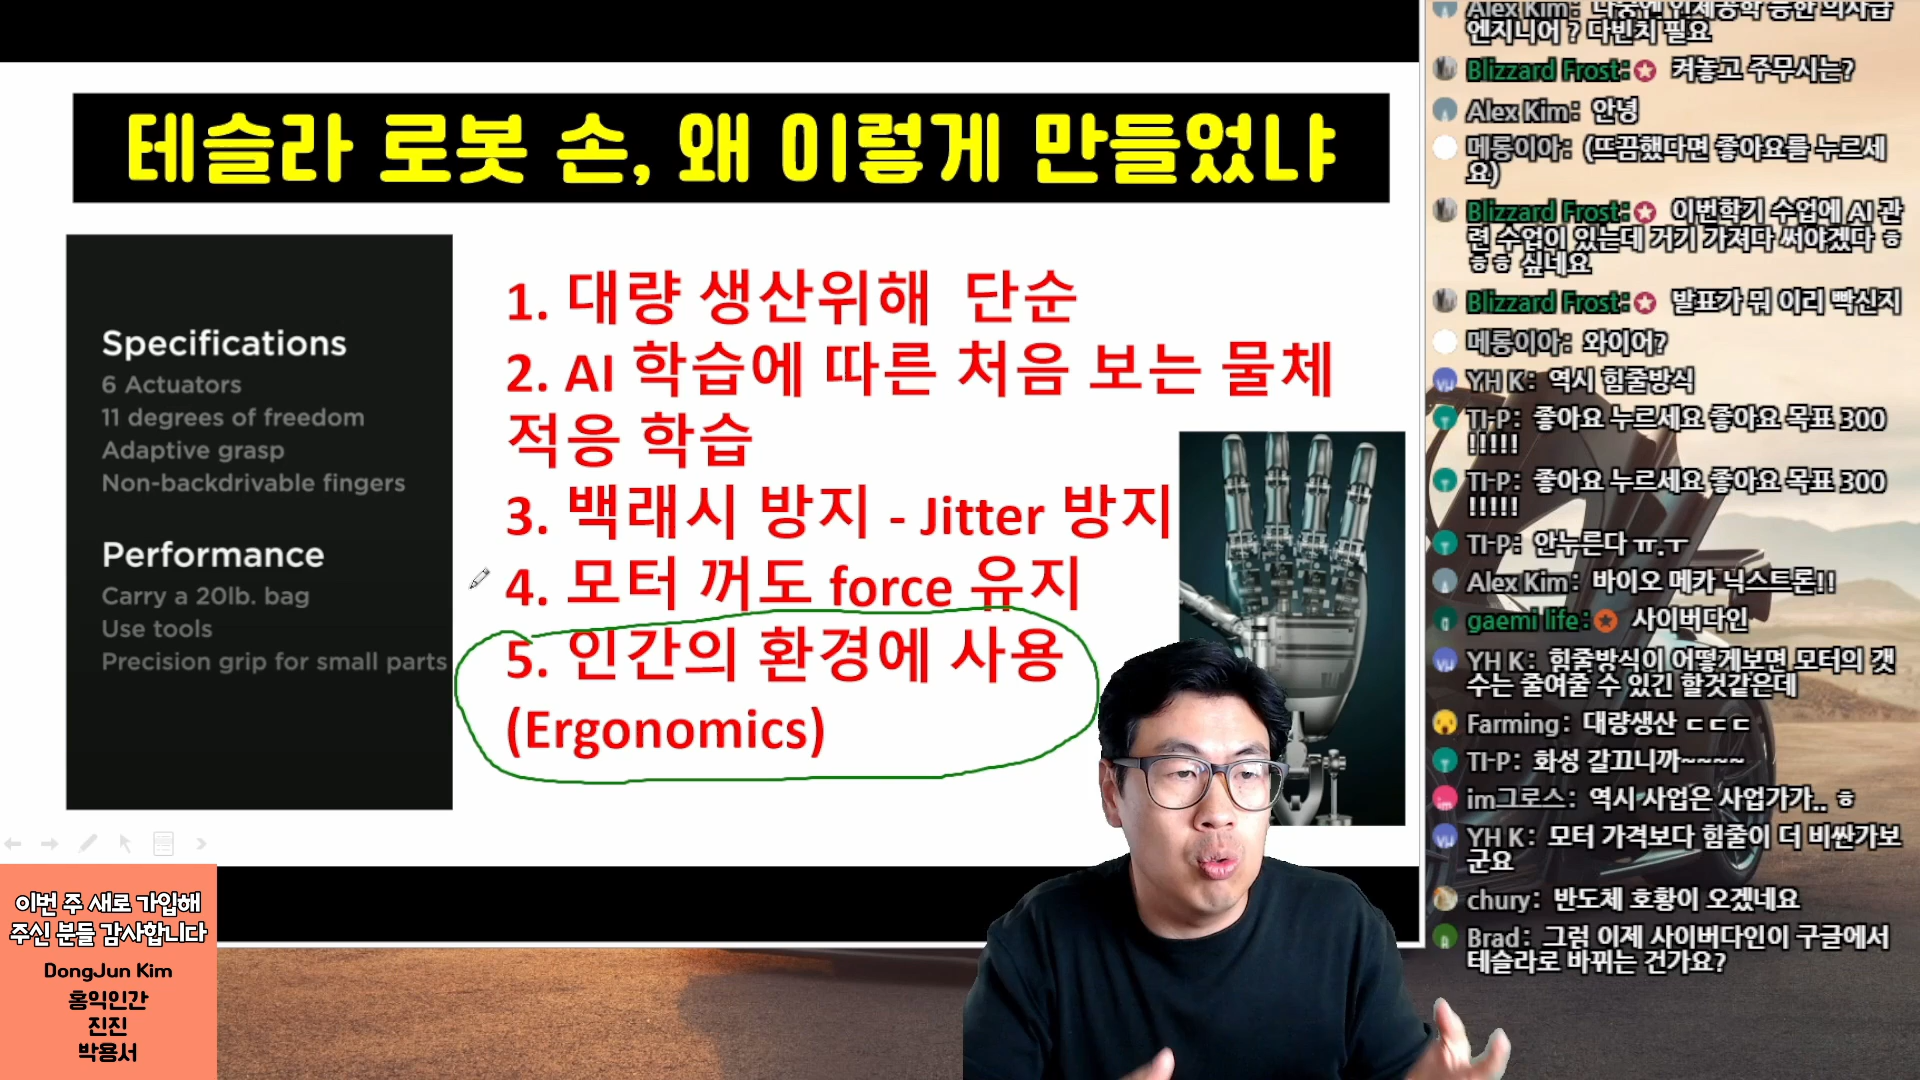 테슬라 로봇 손, 왜 이렇게 만들었냐
Specifications
6 Actuators
11 degrees of freedom
Adaptive grasp
Non-backdrivable fingers
Performance
Carry a 20lb. bag
Use tools
Precision grip for small parts
1. 대량 생산위해 단순
2. AI 학습에 따른 처음 보는 물체
적응 학습
3. 백래시 방지 - Jitter 방지
4. 모터 꺼도 force 유지
5. 인간의 환경에 사용
(Ergonomics)
이번 주 새로 가입해
주신 분들 감사합니다
DongJun Kim
홍익인간
진진
박용서
Alex Kim: 나중엔 인체공학 능한 의사급
엔지니어 ? 다빈치 필요
Blizzard Frost: 켜놓고 주무시는?
Alex Kim: 안녕
메롱이아: (뜨끔했다면 좋아요를 누르세
요)
Blizzard Frost: 이번학기 수업에 AI 관
련 수업이 있는데 거기 가져다 써야겠다 ㅎ
ㅎㅎ 싶네요
Blizzard Frost: 발표가 뭐 이리 빡신지
메롱이아: 와이어?
YH K: 역시 힘줄방식
TI-P: 좋아요 누르세요 좋아요 목표 300
!!!!!
TI-P: 좋아요 누르세요 좋아요 목표 300
!!!!!
TI-P: 안누른다 ㅠ.ㅜ
Alex Kim: 바이오 메카 닉스트론!!
gaemi life: 사이버다인
YH K: 힘줄방식이 어떻게보면 모터의 갯
수는 줄여줄 수 있긴 할것같은데
Farming: 대량생산 ㄷㄷㄷ
TI-P: 화성 갈끄니까~~~~
im그로스: 역시 사업은 사업가가.. ㅎ
YH K: 모터 가격보다 힘줄이 더 비싼가보
군요
chury: 반도체 호황이 오겠네요
Brad: 그럼 이제 사이버다인이 구글에서
테슬라로 바뀌는 건가요?